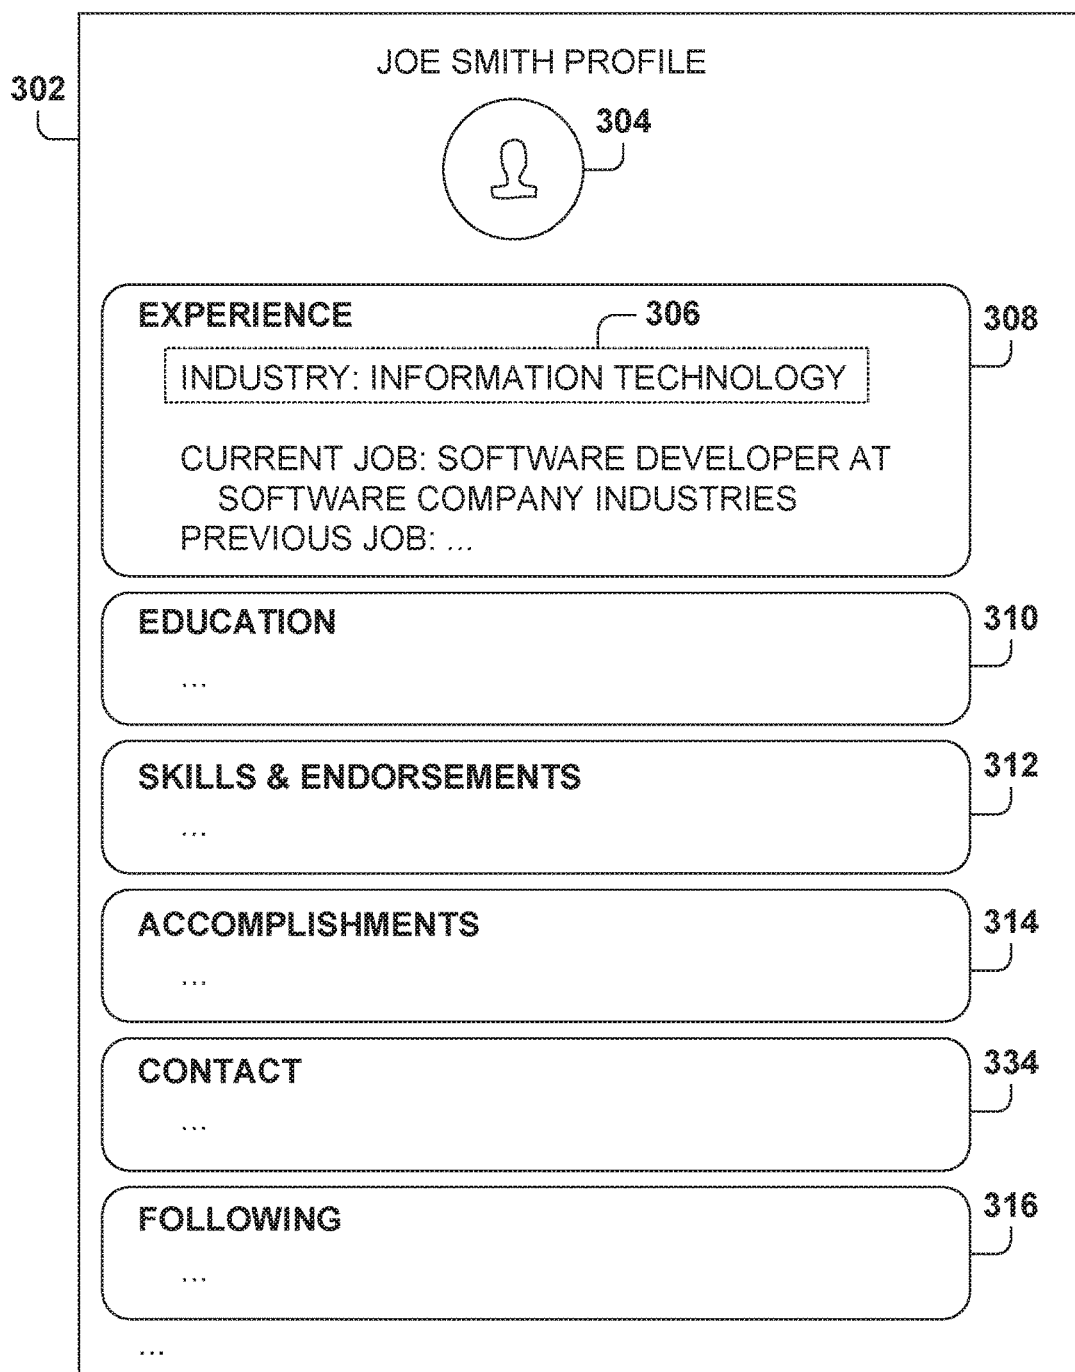 JOE SMITH PROFILE
302
304
EXPERIENCE
306
308
INDUSTRY: INFORMATION TECHNOLOGY
CURRENT JOB: SOFTWARE DEVELOPER AT
SOFTWARE COMPANY INDUSTRIES
PREVIOUS JOB: ...
EDUCATION
310
...
SKILLS & ENDORSEMENTS
312
...
ACCOMPLISHMENTS
314
...
CONTACT
334
...
FOLLOWING
316
...
...